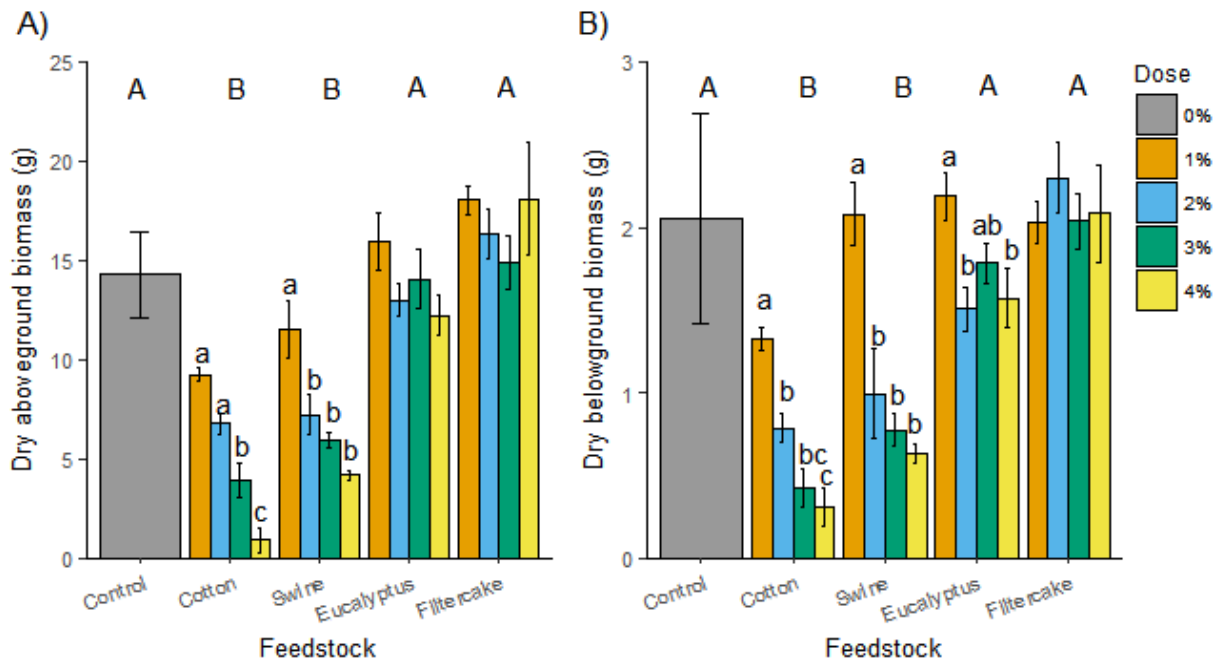 A)
Dry aboveground biomass (g)
25
20
15
10
5
0
A B B A A
a a b c
a b b b
Control Cotton Swine Eucalyptus Filtercake
Feedstock
B)
Dry belowground biomass (g)
3
2
1
0
A B B A A
a b bc c
a b b b
a b ab b
Control Cotton Swine Eucalyptus Filtercake
Feedstock
Dose
0%
1%
2%
3%
4%